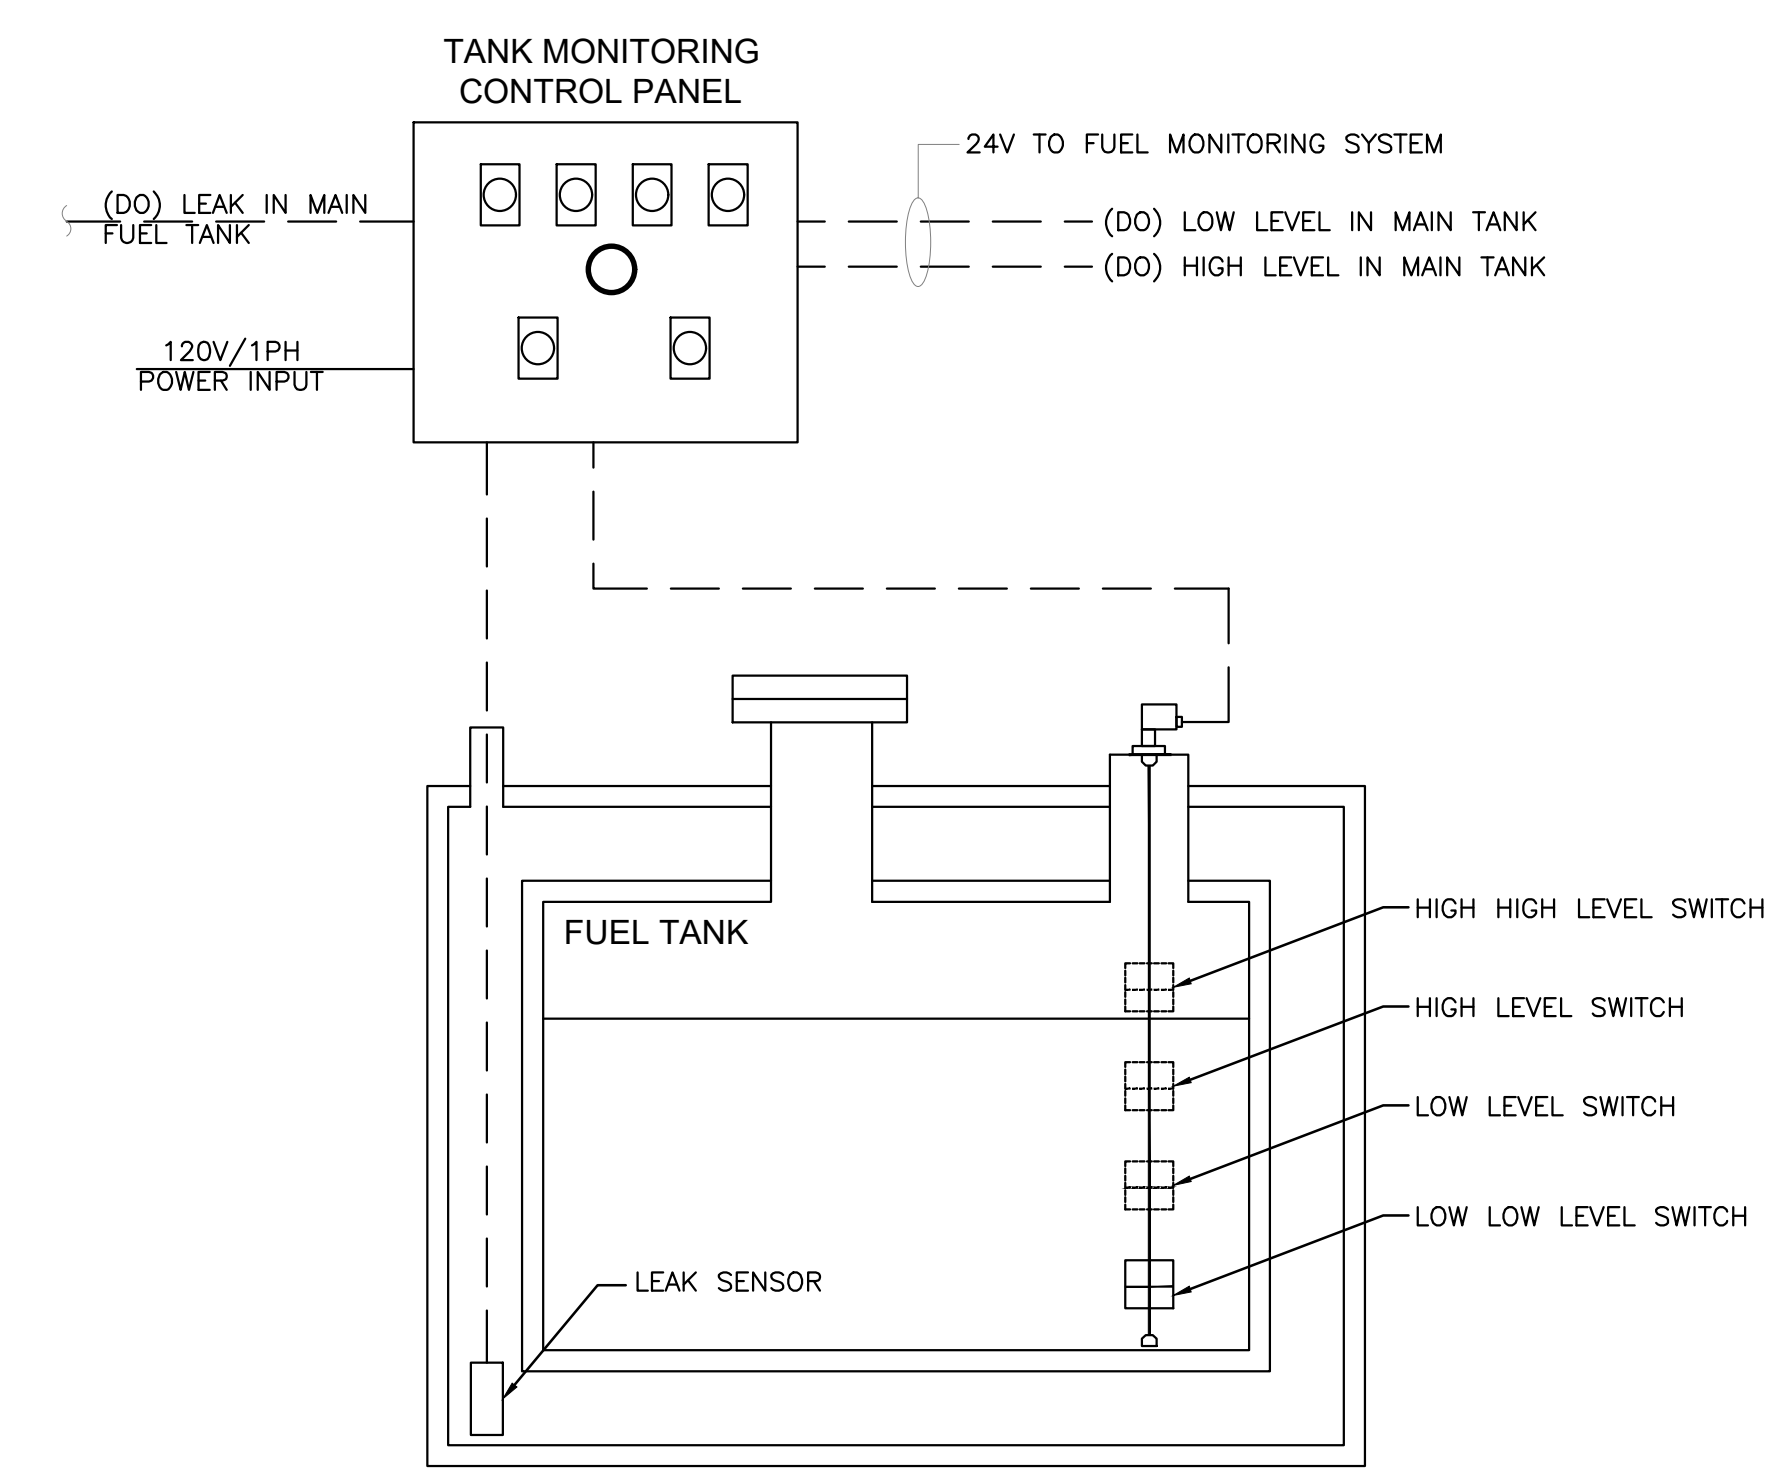 TANK MONITORING
CONTROL PANEL
24V TO FUEL MONITORING SYSTEM
(DO) LEAK IN MAIN
FUEL TANK
(DO) LOW LEVEL IN MAIN TANK
(DO) HIGH LEVEL IN MAIN TANK
120V/1PH
POWER INPUT
FUEL TANK
HIGH HIGH LEVEL SWITCH
HIGH LEVEL SWITCH
LOW LEVEL SWITCH
LOW LOW LEVEL SWITCH
LEAK SENSOR